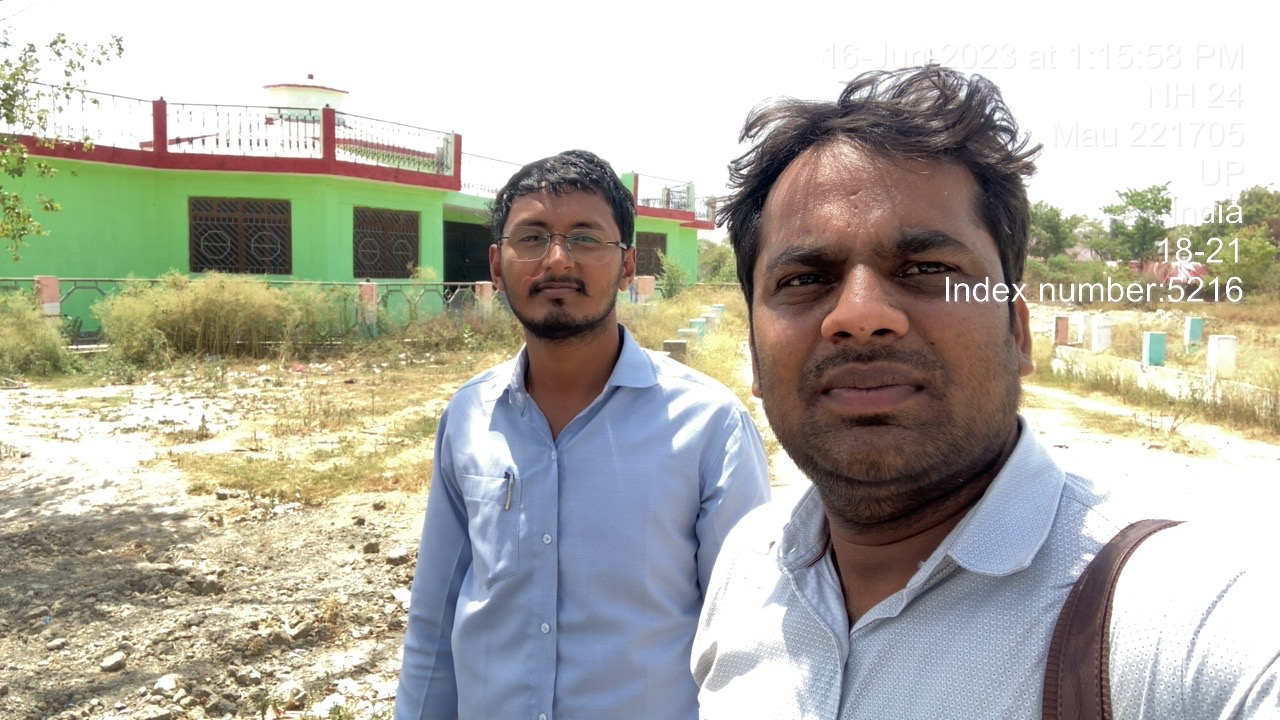 16-Jun-2023 at 1:15:58 PM
NH 24
Mau 221705
UP
India
18-21
Index number:5216